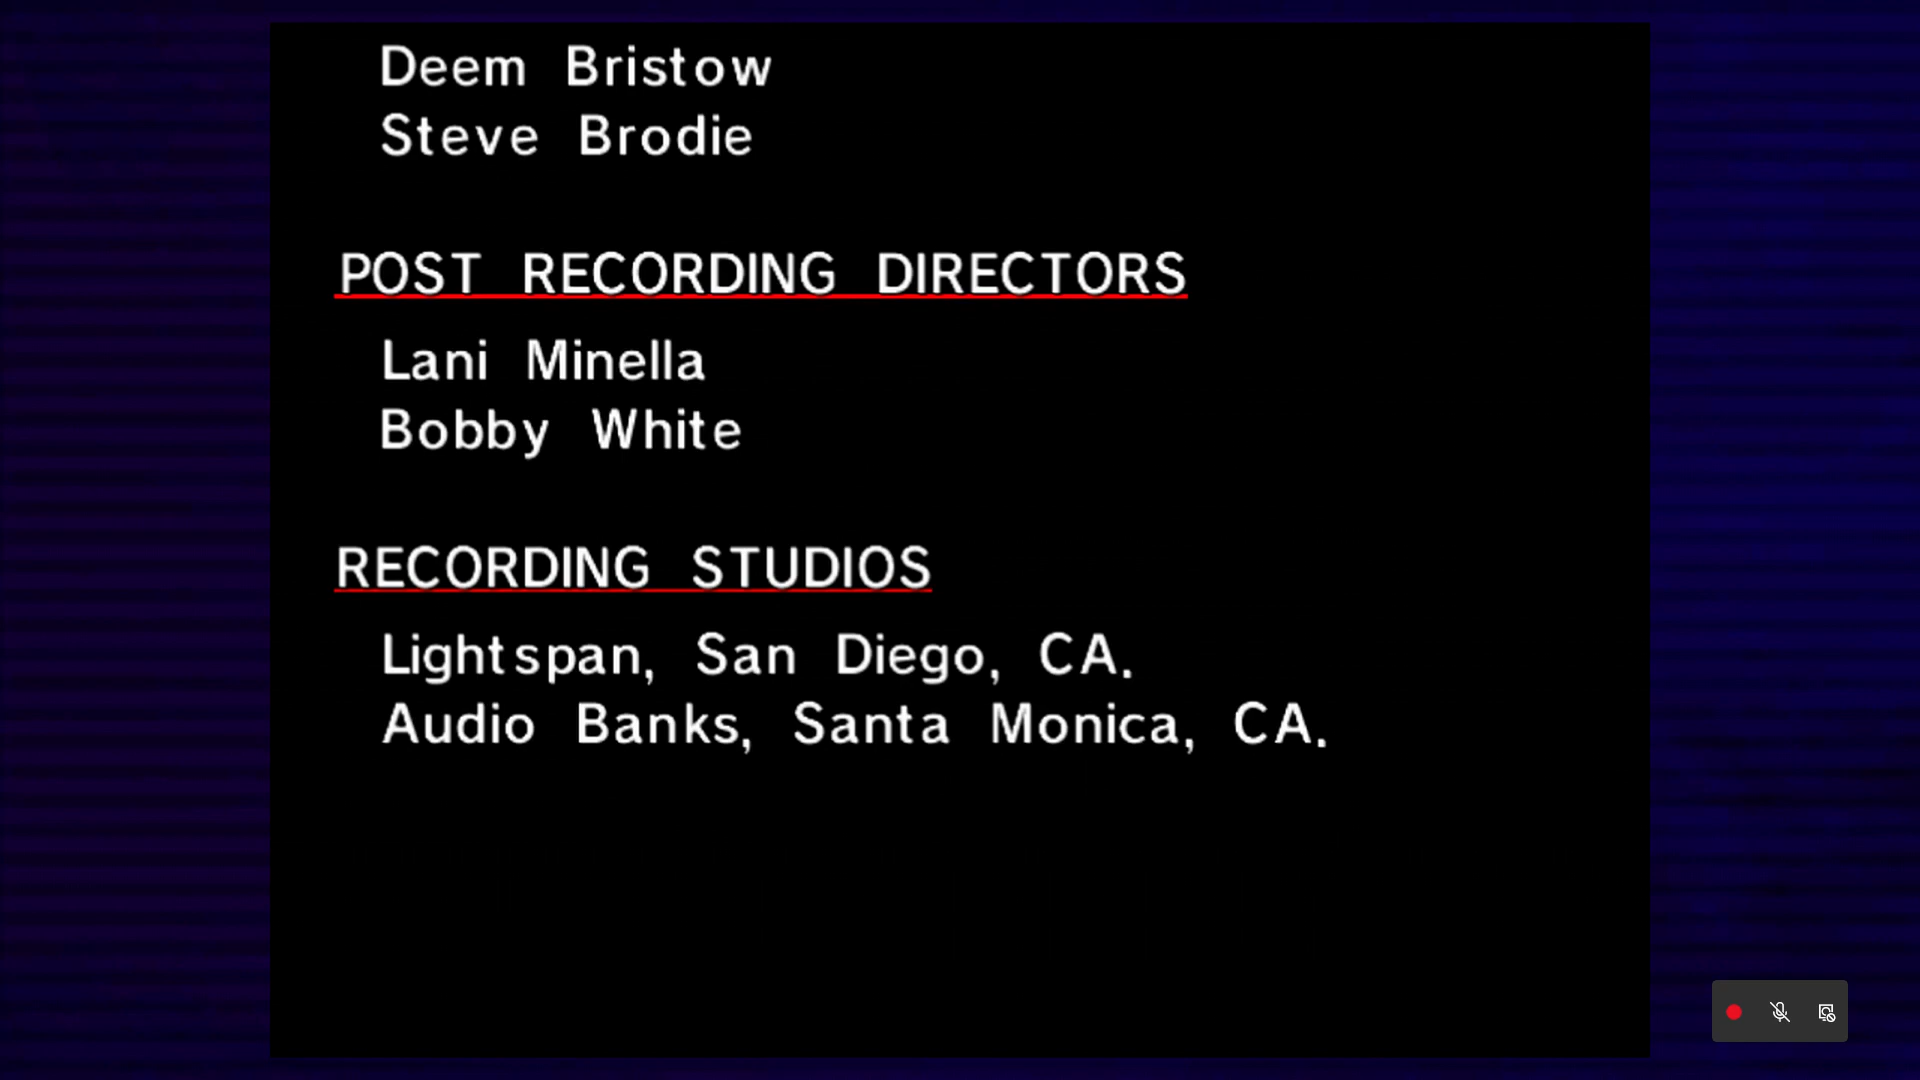 Deem Bristow
Steve Brodie
POST RECORDING DIRECTORS
Lani Minella
Bobby White
RECORDING STUDIOS
Lightspan, San Diego, CA.
Audio Banks, Santa Monica, CA.